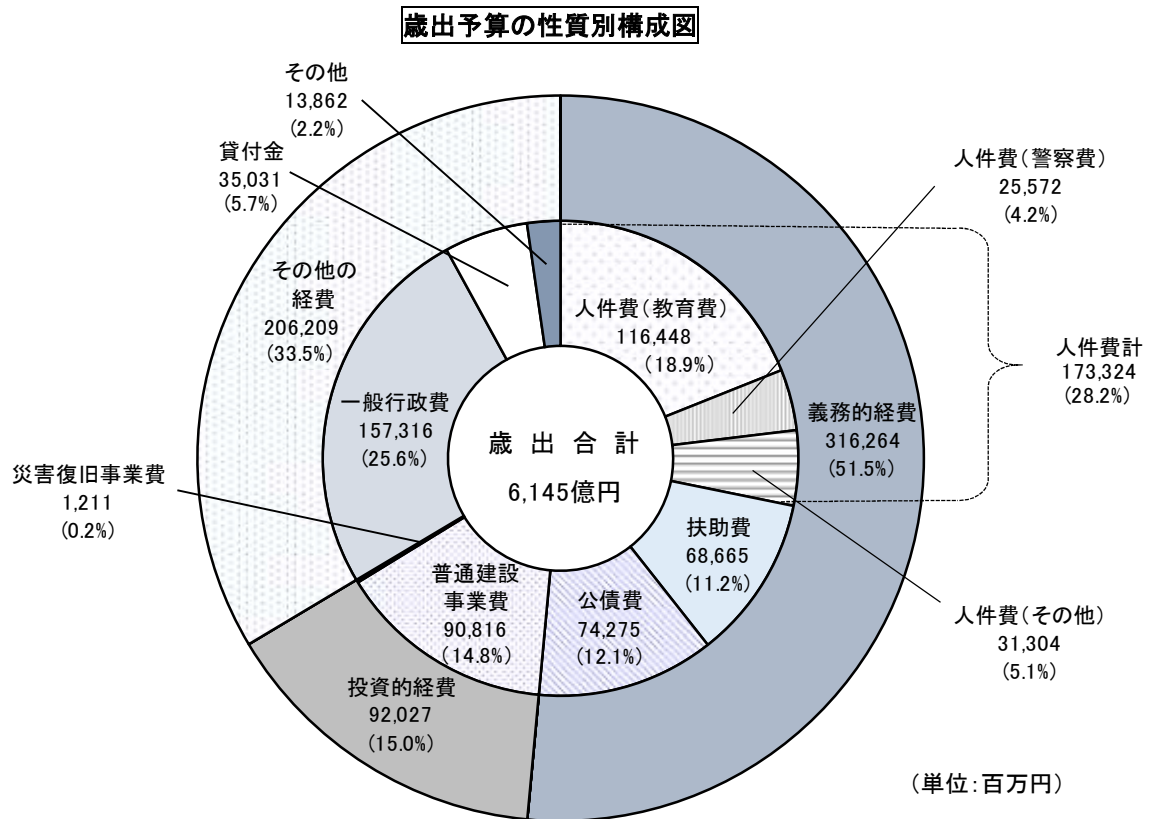 歳出予算の性質別構成図
その他
13,862
(2.2%)
貸付金
35,031
(5.7%)
人件費(警察費)
25,572
(4.2%)
その他の
経費
206,209
(33.5%)
人件費(教育費)
116,448
(18.9%)
人件費計
173,324
(28.2%)
一般行政費
157,316
(25.6%)
歳出合計
6,145億円
義務的経費
316,264
(51.5%)
災害復旧事業費
1,211
(0.2%)
扶助費
68,665
(11.2%)
普通建設
事業費
90,816
(14.8%)
公債費
74,275
(12.1%)
人件費(その他)
31,304
(5.1%)
投資的経費
92,027
(15.0%)
(単位:百万円)